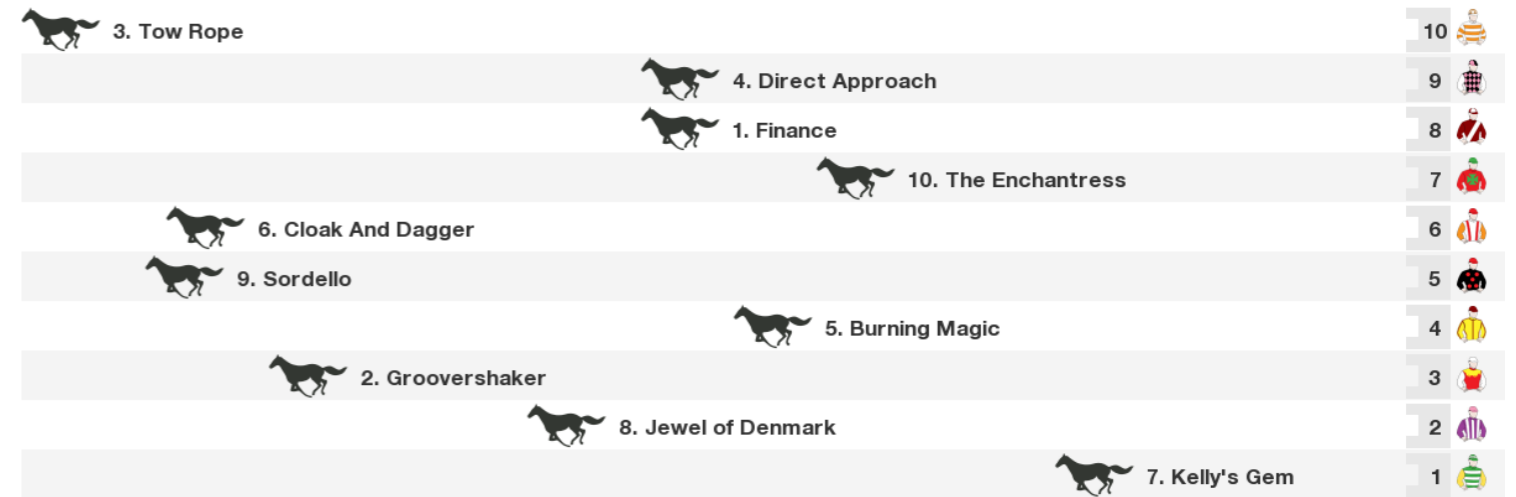 3. Tow Rope 10
4. Direct Approach 9
1. Finance 8
10. The Enchantress 7
6. Cloak And Dagger 6
9. Sordello 5
5. Burning Magic 4
2. Groovershaker 3
8. Jewel of Denmark 2
7. Kelly's Gem 1